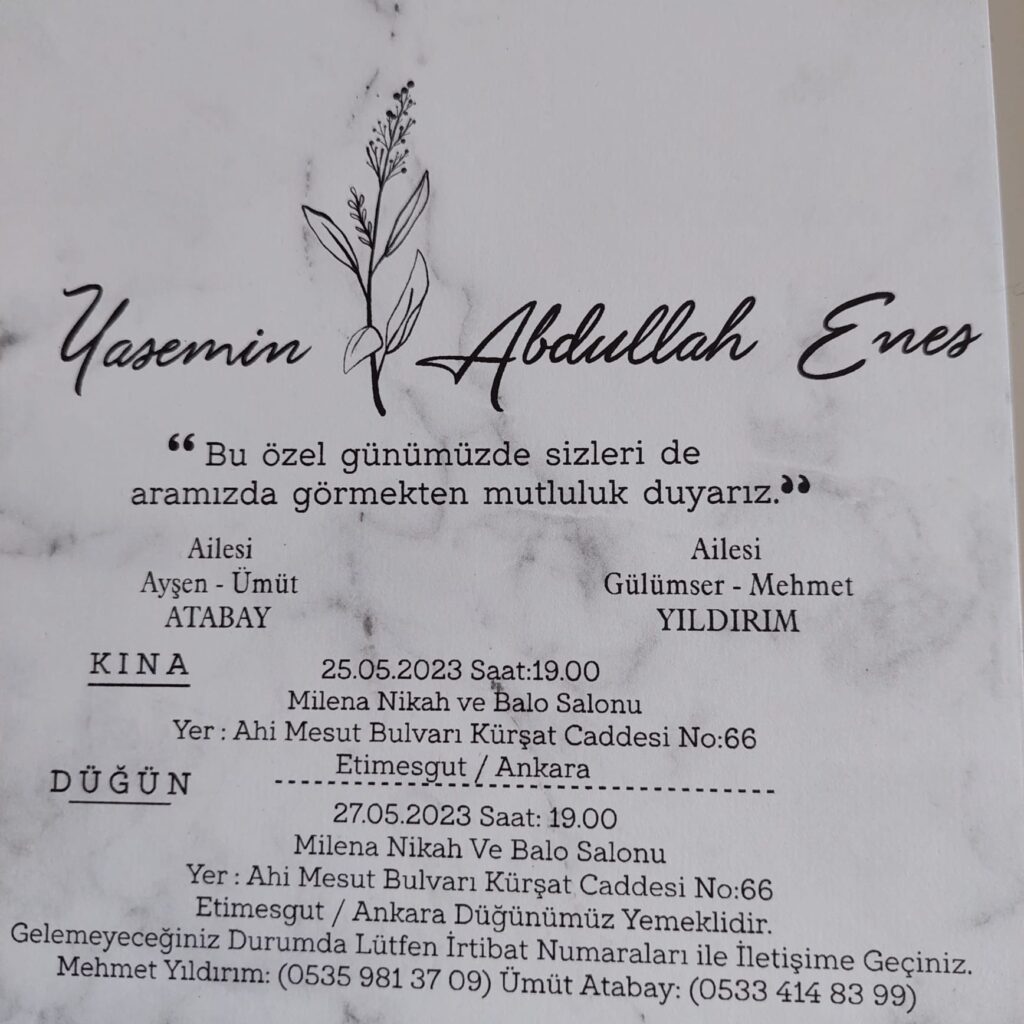 Yasemin Abdullah Enes
“ Bu özel günümüzde sizleri de
aramızda görmekten mutluluk duyarız.”
Ailesi
Ayşen - Ümüt
ATABAY
Ailesi
Gülümser - Mehmet
YILDIRIM
KINA
25.05.2023 Saat:19.00
Milena Nikah ve Balo Salonu
Yer : Ahi Mesut Bulvarı Kürşat Caddesi No:66
Etimesgut / Ankara
DÜĞÜN
27.05.2023 Saat: 19.00
Milena Nikah Ve Balo Salonu
Yer : Ahi Mesut Bulvarı Kürşat Caddesi No:66
Etimesgut / Ankara Düğünümüz Yemeklidir.
Gelemeyeceğiniz Durumda Lütfen İrtibat Numaraları ile İletişime Geçiniz.
Mehmet Yıldırım: (0535 981 37 09) Ümüt Atabay: (0533 414 83 99)